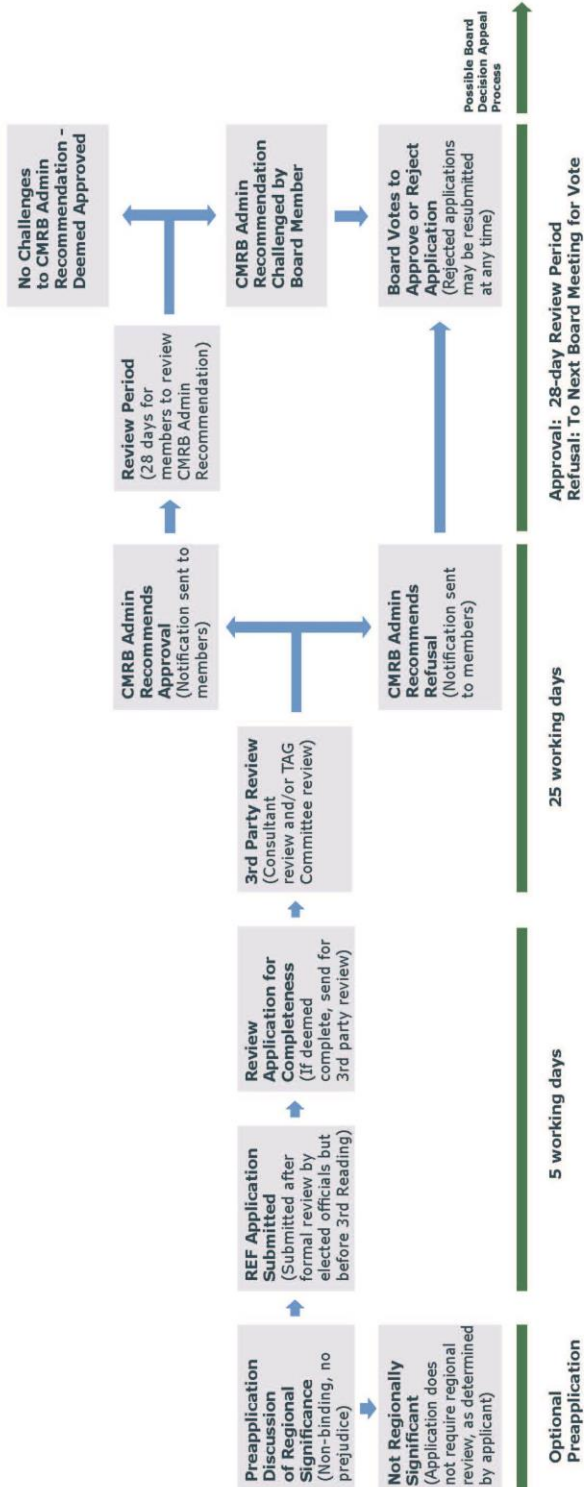 Preapplication
Discussion
of Regional
Significance
(Non-binding, no
prejudice)
Not Regionally
Significant
(Application does
not require regional
review, as determined
by applicant)
REF Application
Submitted
(Submitted after
formal review by
elected officials but
before 3rd Reading)
Review
Application for
Completeness
(If deemed
complete, send for
3rd party review)
3rd Party Review
(Consultant
review and/or TAG
Committee review)
CMRB Admin
Recommends
Approval
(Notification sent to
members)
CMRB Admin
Recommends
Refusal
(Notification sent
to members)
Review Period
(28 days for
members to review
CMRB Admin
Recommendation)
No Challenges
to CMRB Admin
Recommendation –
Deemed Approved
CMRB Admin
Recommendation
Challenged by
Board Member
Board Votes to
Approve or Reject
Application
(Rejected applications
may be resubmitted
at any time)
Possible Board
Decision Appeal
Process
Optional
Preapplication
5 working days
25 working days
Approval: 28-day Review Period
Refusal: To Next Board Meeting for Vote